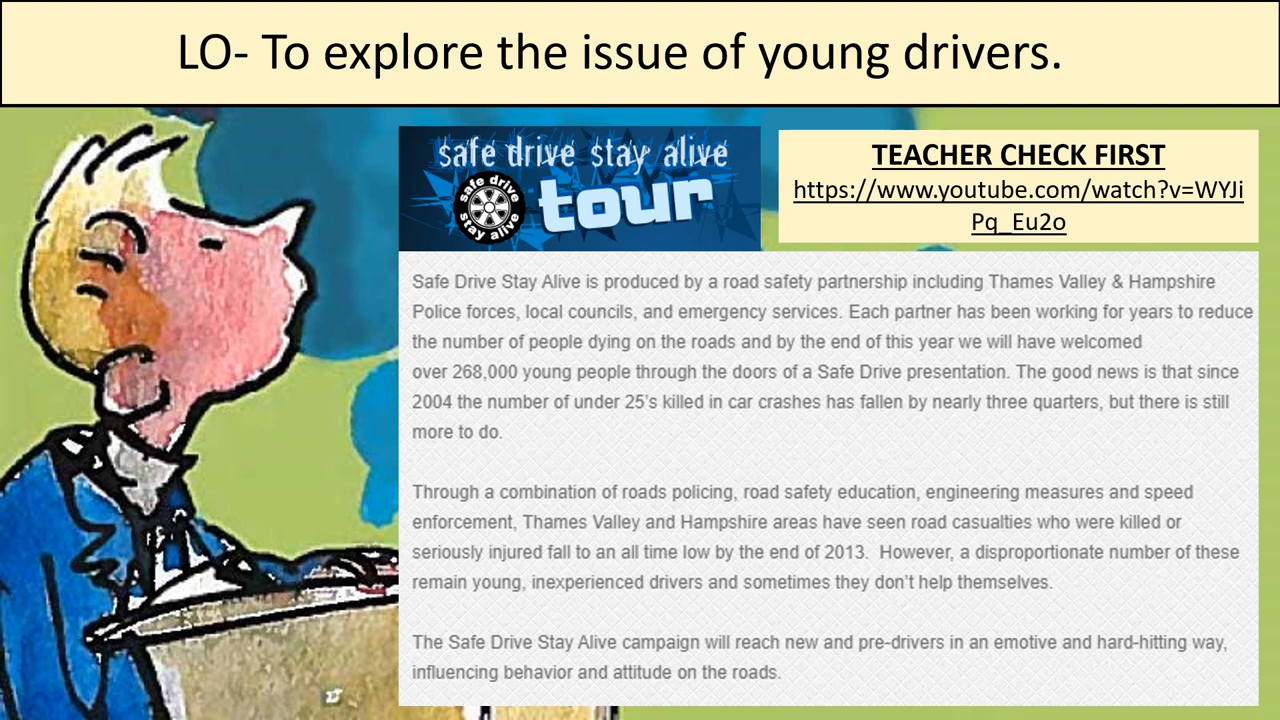 LO- To explore the issue of young drivers.
safe drive stay alive
tour
safe drive
stay alive
TEACHER CHECK FIRST
https://www.youtube.com/watch?v=WYJi
Pq_Eu2o
Safe Drive Stay Alive is produced by a road safety partnership including Thames Valley & Hampshire
Police forces, local councils, and emergency services. Each partner has been working for years to reduce
the number of people dying on the roads and by the end of this year we will have welcomed
over 268,000 young people through the doors of a Safe Drive presentation. The good news is that since
2004 the number of under 25's killed in car crashes has fallen by nearly three quarters, but there is still
more to do.
Through a combination of roads policing, road safety education, engineering measures and speed
enforcement, Thames Valley and Hampshire areas have seen road casualties who were killed or
seriously injured fall to an all time low by the end of 2013.  However, a disproportionate number of these
remain young, inexperienced drivers and sometimes they don't help themselves.
The Safe Drive Stay Alive campaign will reach new and pre-drivers in an emotive and hard-hitting way,
influencing behavior and attitude on the roads.